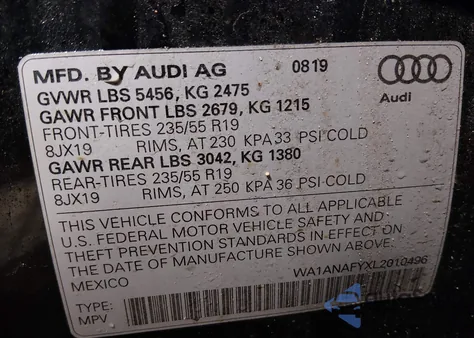 MFD. BY AUDI AG 0819
GVWR LBS 5456, KG 2475
GAWR FRONT LBS 2679, KG 1215
FRONT-TIRES 235/55 R19
8JX19 RIMS, AT 230 KPA 33 PSI COLD
GAWR REAR LBS 3042, KG 1380
REAR-TIRES 235/55 R19
8JX19 RIMS, AT 250 KPA 36 PSI COLD
Audi
THIS VEHICLE CONFORMS TO ALL APPLICABLE
U.S. FEDERAL MOTOR VEHICLE SAFETY AND
THEFT PREVENTION STANDARDS IN EFFECT ON
THE DATE OF MANUFACTURE SHOWN ABOVE.
MEXICO WA1ANAFYXL2010496
TYPE:
MPV